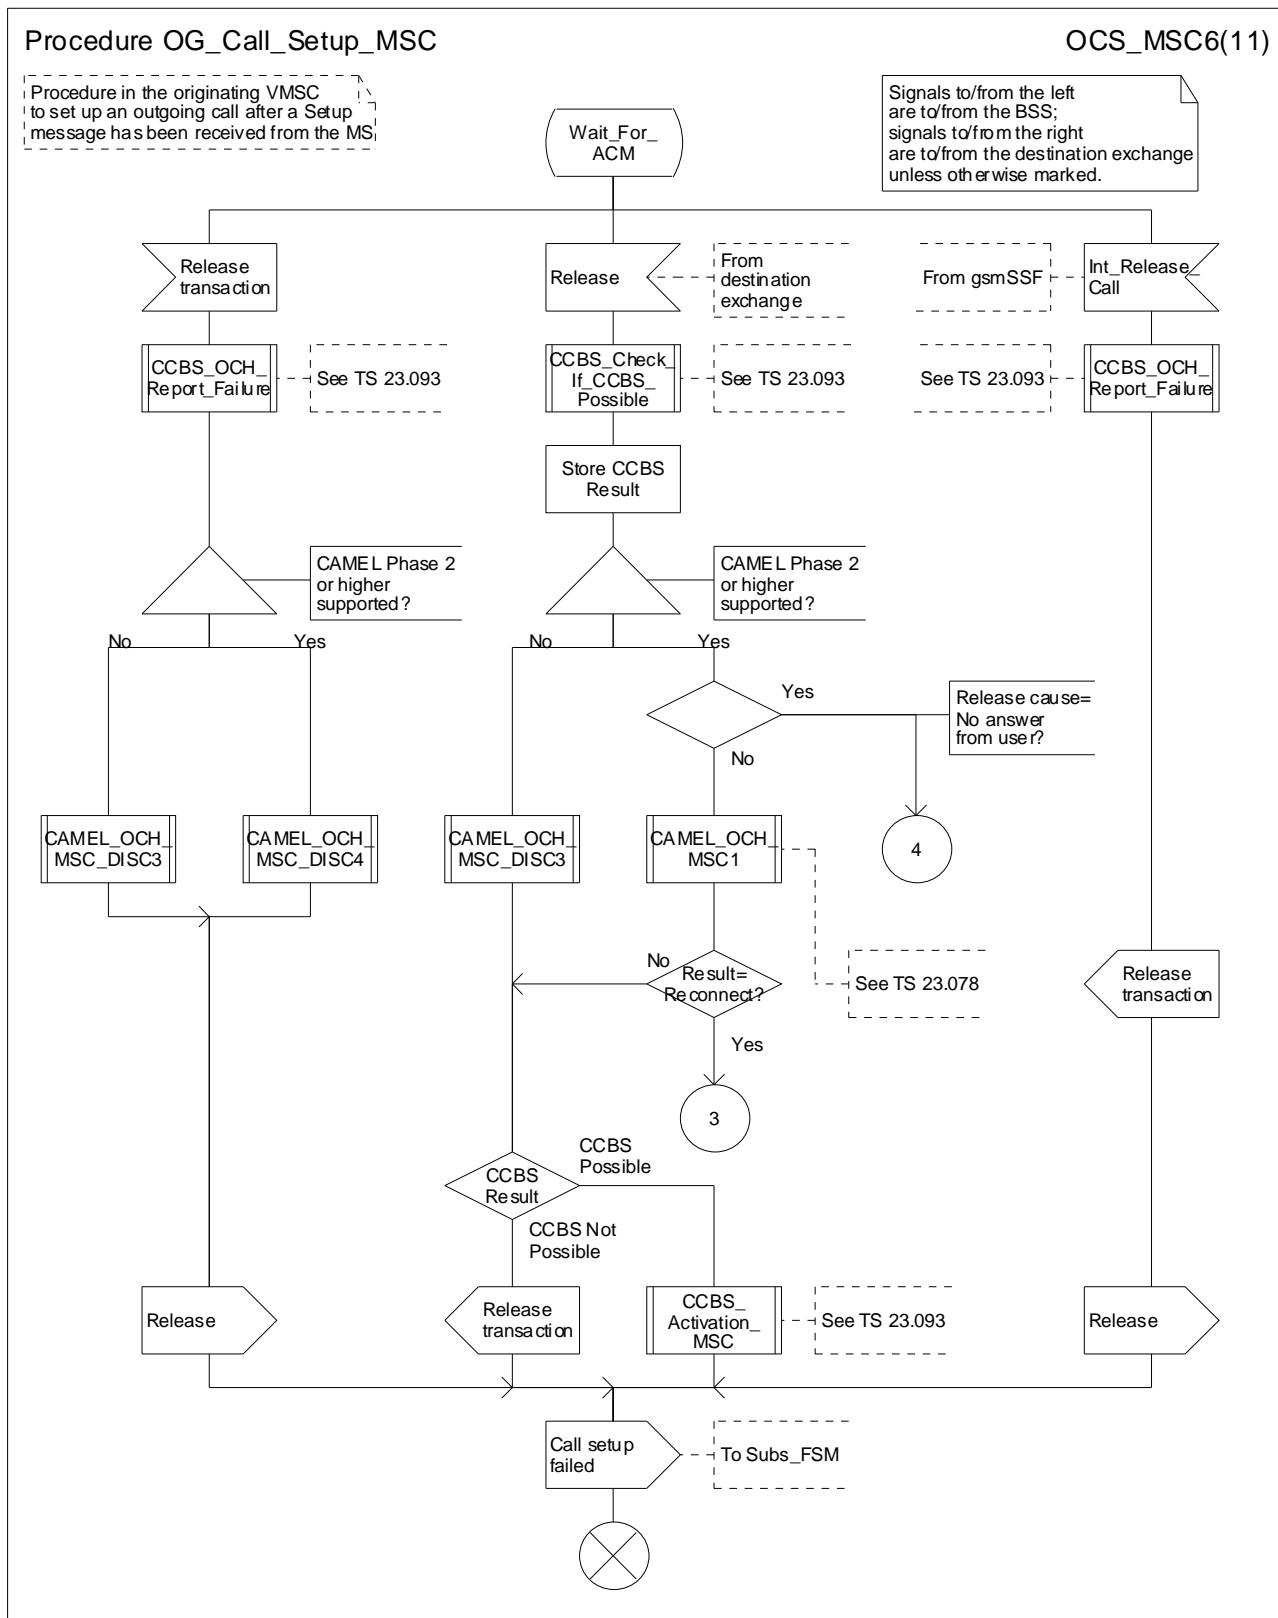 Procedure OG_Call_Setup_MSC
OCS_MSC6(11)
Procedure in the originating VMSC
to set up an outgoing call after a Setup
message has been received from the MS
Signals to/from the left
are to/from the BSS;
signals to/from the right
are to/from the destination exchange
unless otherwise marked.
Wait_For_
ACM
Release
transaction
Release
From
destination
exchange
From gsmSSF
Int_Release_
Call
CCBS_OCH_
Report_Failure
See TS 23.093
CCBS_Check_
If_CCBS_
Possible
See TS 23.093
See TS 23.093
CCBS_OCH_
Report_Failure
Store CCBS
Result
CAMEL Phase 2
or higher
supported?
CAMEL Phase 2
or higher
supported?
No
Yes
No
Yes
Yes
Release cause=
No answer
from user?
No
CAMEL_OCH_
MSC_DISC3
CAMEL_OCH_
MSC_DISC4
CAMEL_OCH_
MSC_DISC3
CAMEL_OCH_
MSC1
4
No
Result=
Reconnect?
See TS 23.078
Release
transaction
Yes
3
CCBS
Possible
CCBS
Result
CCBS Not
Possible
Release
Release
transaction
CCBS_
Activation_
MSC
See TS 23.093
Release
Call setup
failed
To Subs_FSM